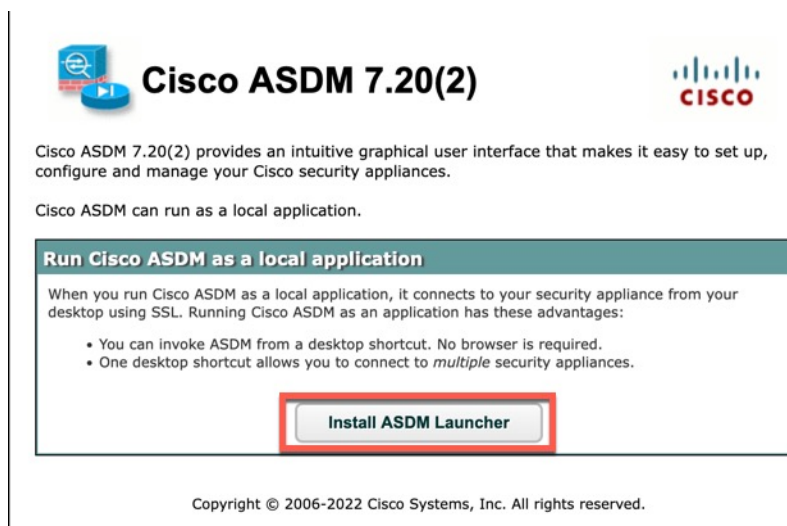 Cisco ASDM 7.20(2)
CISCO
Cisco ASDM 7.20(2) provides an intuitive graphical user interface that makes it easy to set up,
configure and manage your Cisco security appliances.
Cisco ASDM can run as a local application.
Run Cisco ASDM as a local application
When you run Cisco ASDM as a local application, it connects to your security appliance from your
desktop using SSL. Running Cisco ASDM as an application has these advantages:
• You can invoke ASDM from a desktop shortcut. No browser is required.
• One desktop shortcut allows you to connect to multiple security appliances.
Install ASDM Launcher
Copyright © 2006-2022 Cisco Systems, Inc. All rights reserved.